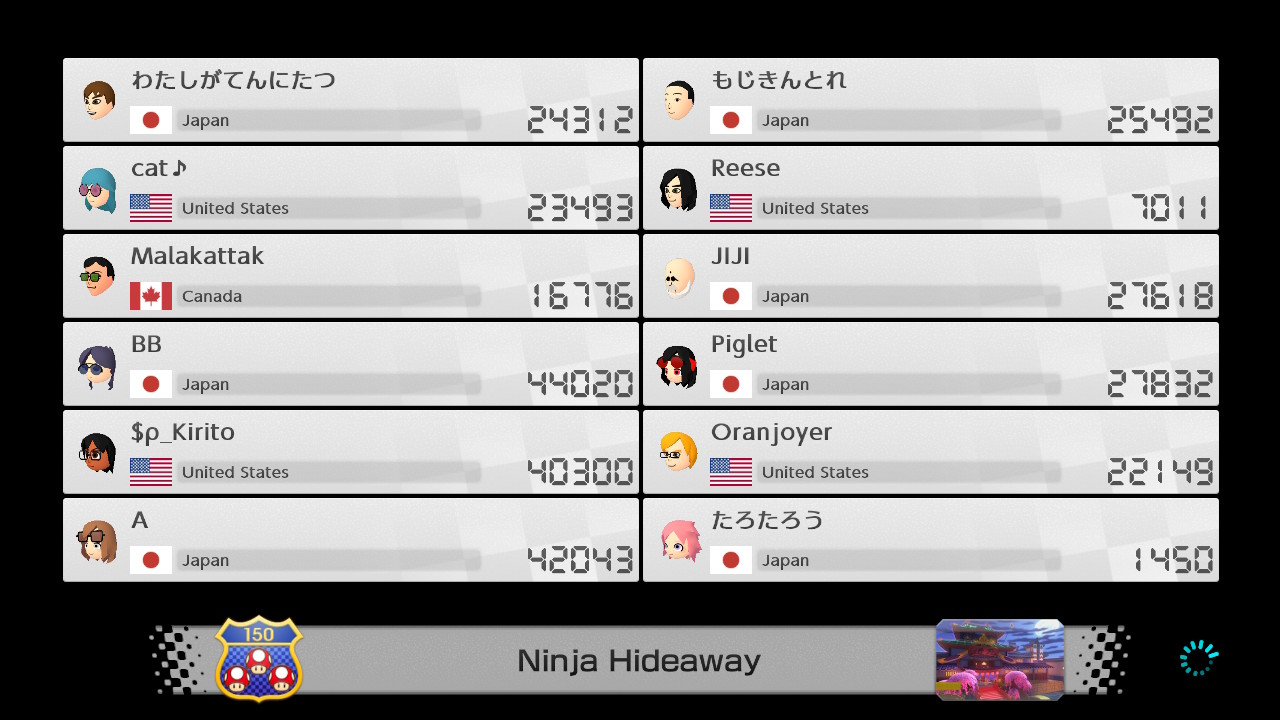 わたしがてんにたつ
Japan 24312
もじきんとれ
Japan 25492
cat♪
United States 23493
Reese
United States 7011
Malakattak
Canada 16776
JIJI
Japan 27618
BB
Japan 44020
Piglet
Japan 27832
$ρ_Kirito
United States 40300
Oranjoyer
United States 22149
A
Japan 42043
たろたろう
Japan 1450
150
Ninja Hideaway